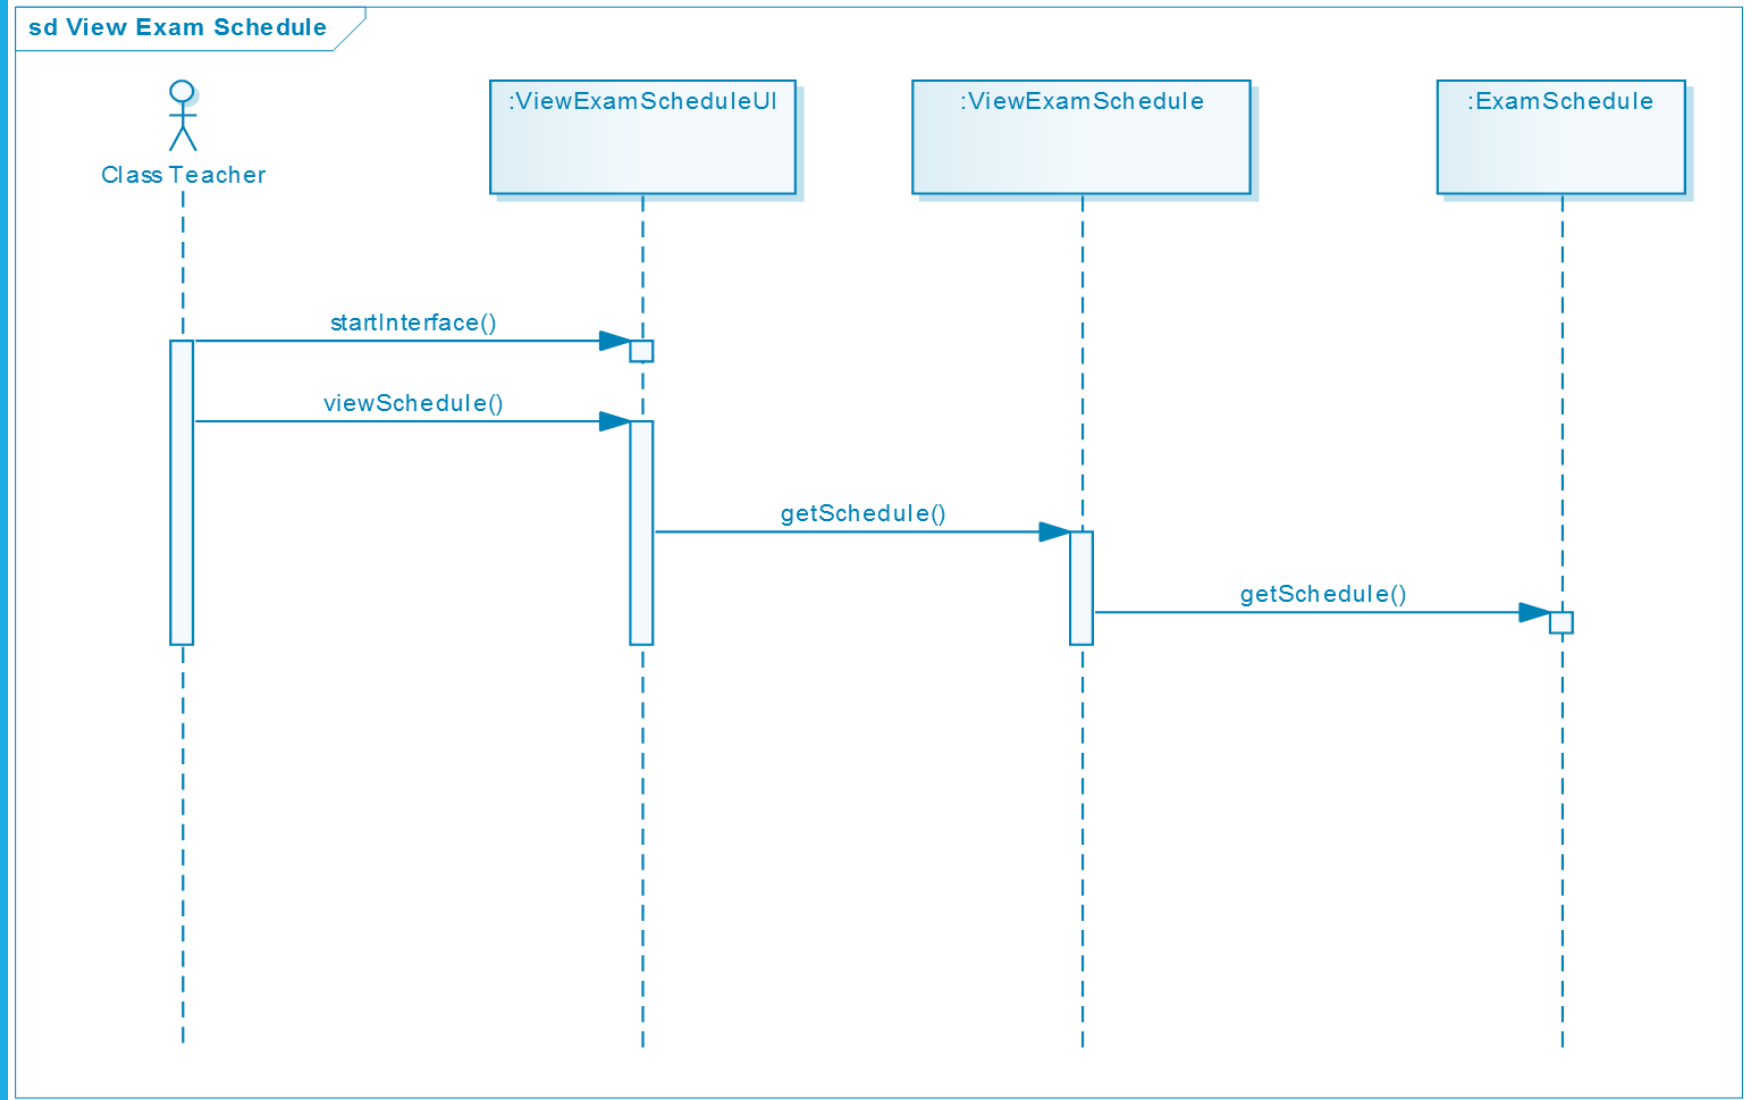 sd View Exam Schedule
Class Teacher
:ViewExamScheduleUI
:ViewExamSchedule
:ExamSchedule
startInterface()
viewSchedule()
getSchedule()
getSchedule()